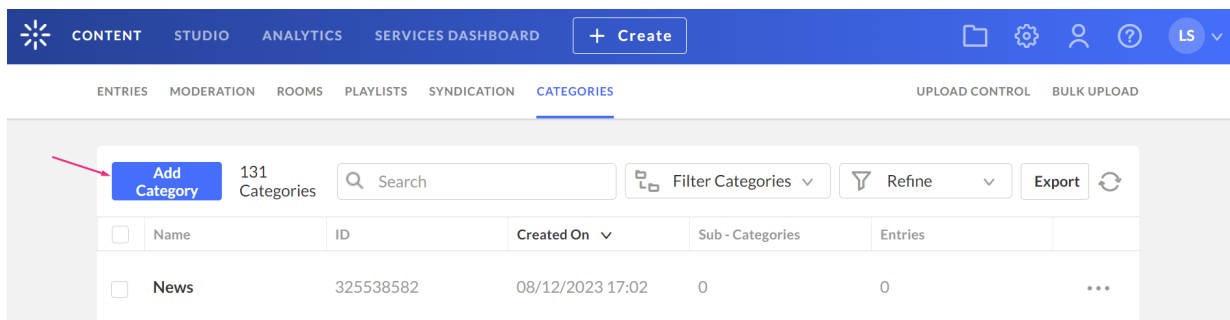 CONTENT STUDIO ANALYTICS SERVICES DASHBOARD + Create ? LS
ENTRIES MODERATION ROOMS PLAYLISTS SYNDICATION CATEGORIES UPLOAD CONTROL BULK UPLOAD
Add
Category
131
Categories
Search
Filter Categories
Refine
Export
Name ID Created On Sub - Categories Entries
News 325538582 08/12/2023 17:02 0 0